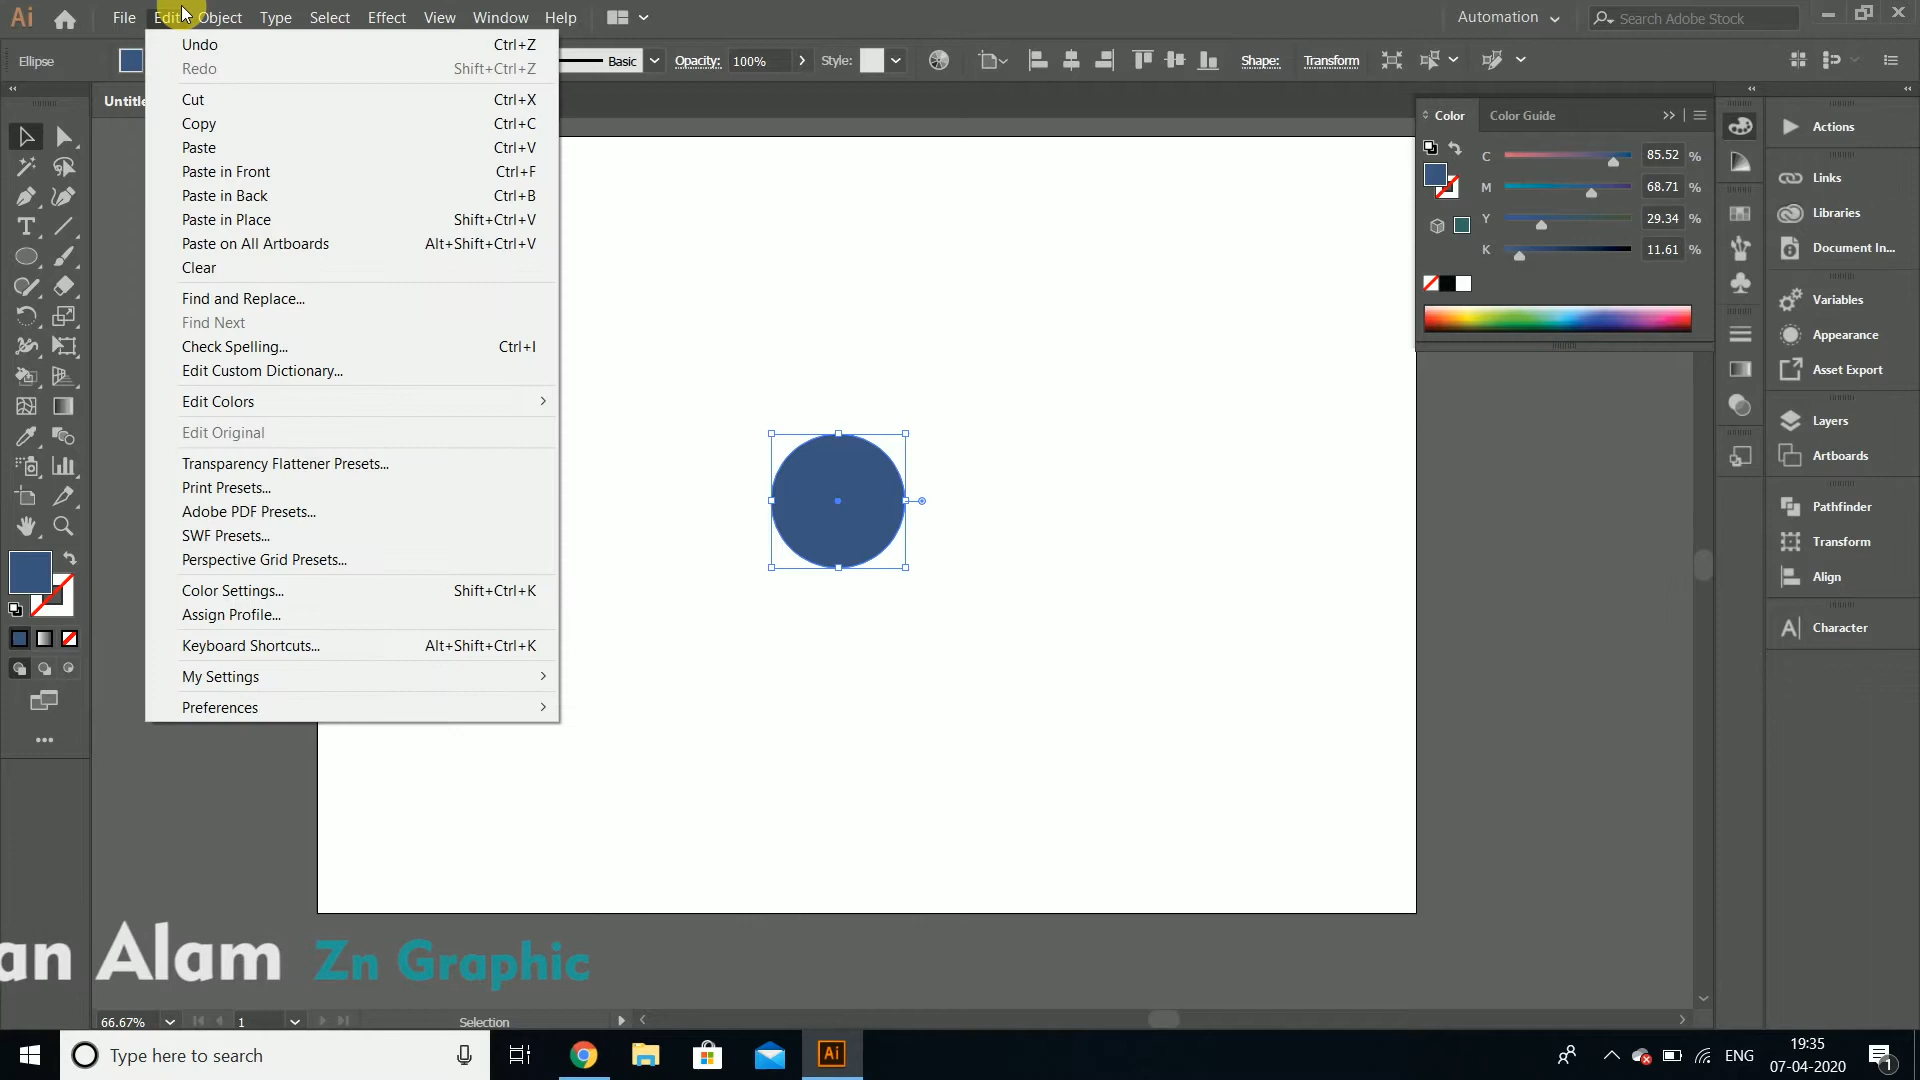 Ai File Edit Object Type Select Effect View Window Help Automation Search Adobe Stock
Ellipse Basic Opacity: 100% Style: Shape: Transform
Undo Ctrl+Z
Redo Shift+Ctrl+Z
Cut Ctrl+X
Copy Ctrl+C
Paste Ctrl+V
Paste in Front Ctrl+F
Paste in Back Ctrl+B
Paste in Place Shift+Ctrl+V
Paste on All Artboards Alt+Shift+Ctrl+V
Clear
Find and Replace...
Find Next
Check Spelling... Ctrl+I
Edit Custom Dictionary...
Edit Colors
Edit Original
Transparency Flattener Presets...
Print Presets...
Adobe PDF Presets...
SWF Presets...
Perspective Grid Presets...
Color Settings... Shift+Ctrl+K
Assign Profile...
Keyboard Shortcuts... Alt+Shift+Ctrl+K
My Settings
Preferences
Color Color Guide
C 85.52 %
M 68.71 %
Y 29.34 %
K 11.61 %
Actions
Links
Libraries
Document In...
Variables
Appearance
Asset Export
Layers
Artboards
Pathfinder
Transform
Align
Character
an Alam Zn Graphic
66.67% 1 Selection
Type here to search
Ai
ENG
19:35
07-04-2020
1